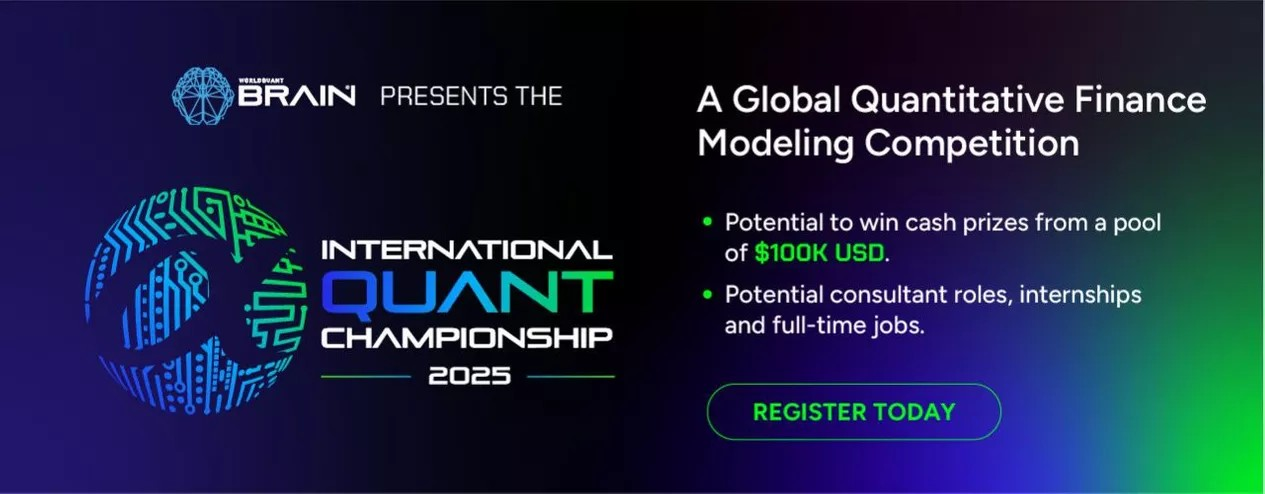 WORLDQUANT
BRAIN PRESENTS THE
INTERNATIONAL
QUANT
CHAMPIONSHIP
2025
A Global Quantitative Finance
Modeling Competition
• Potential to win cash prizes from a pool
of $100K USD.
• Potential consultant roles, internships
and full-time jobs.
REGISTER TODAY